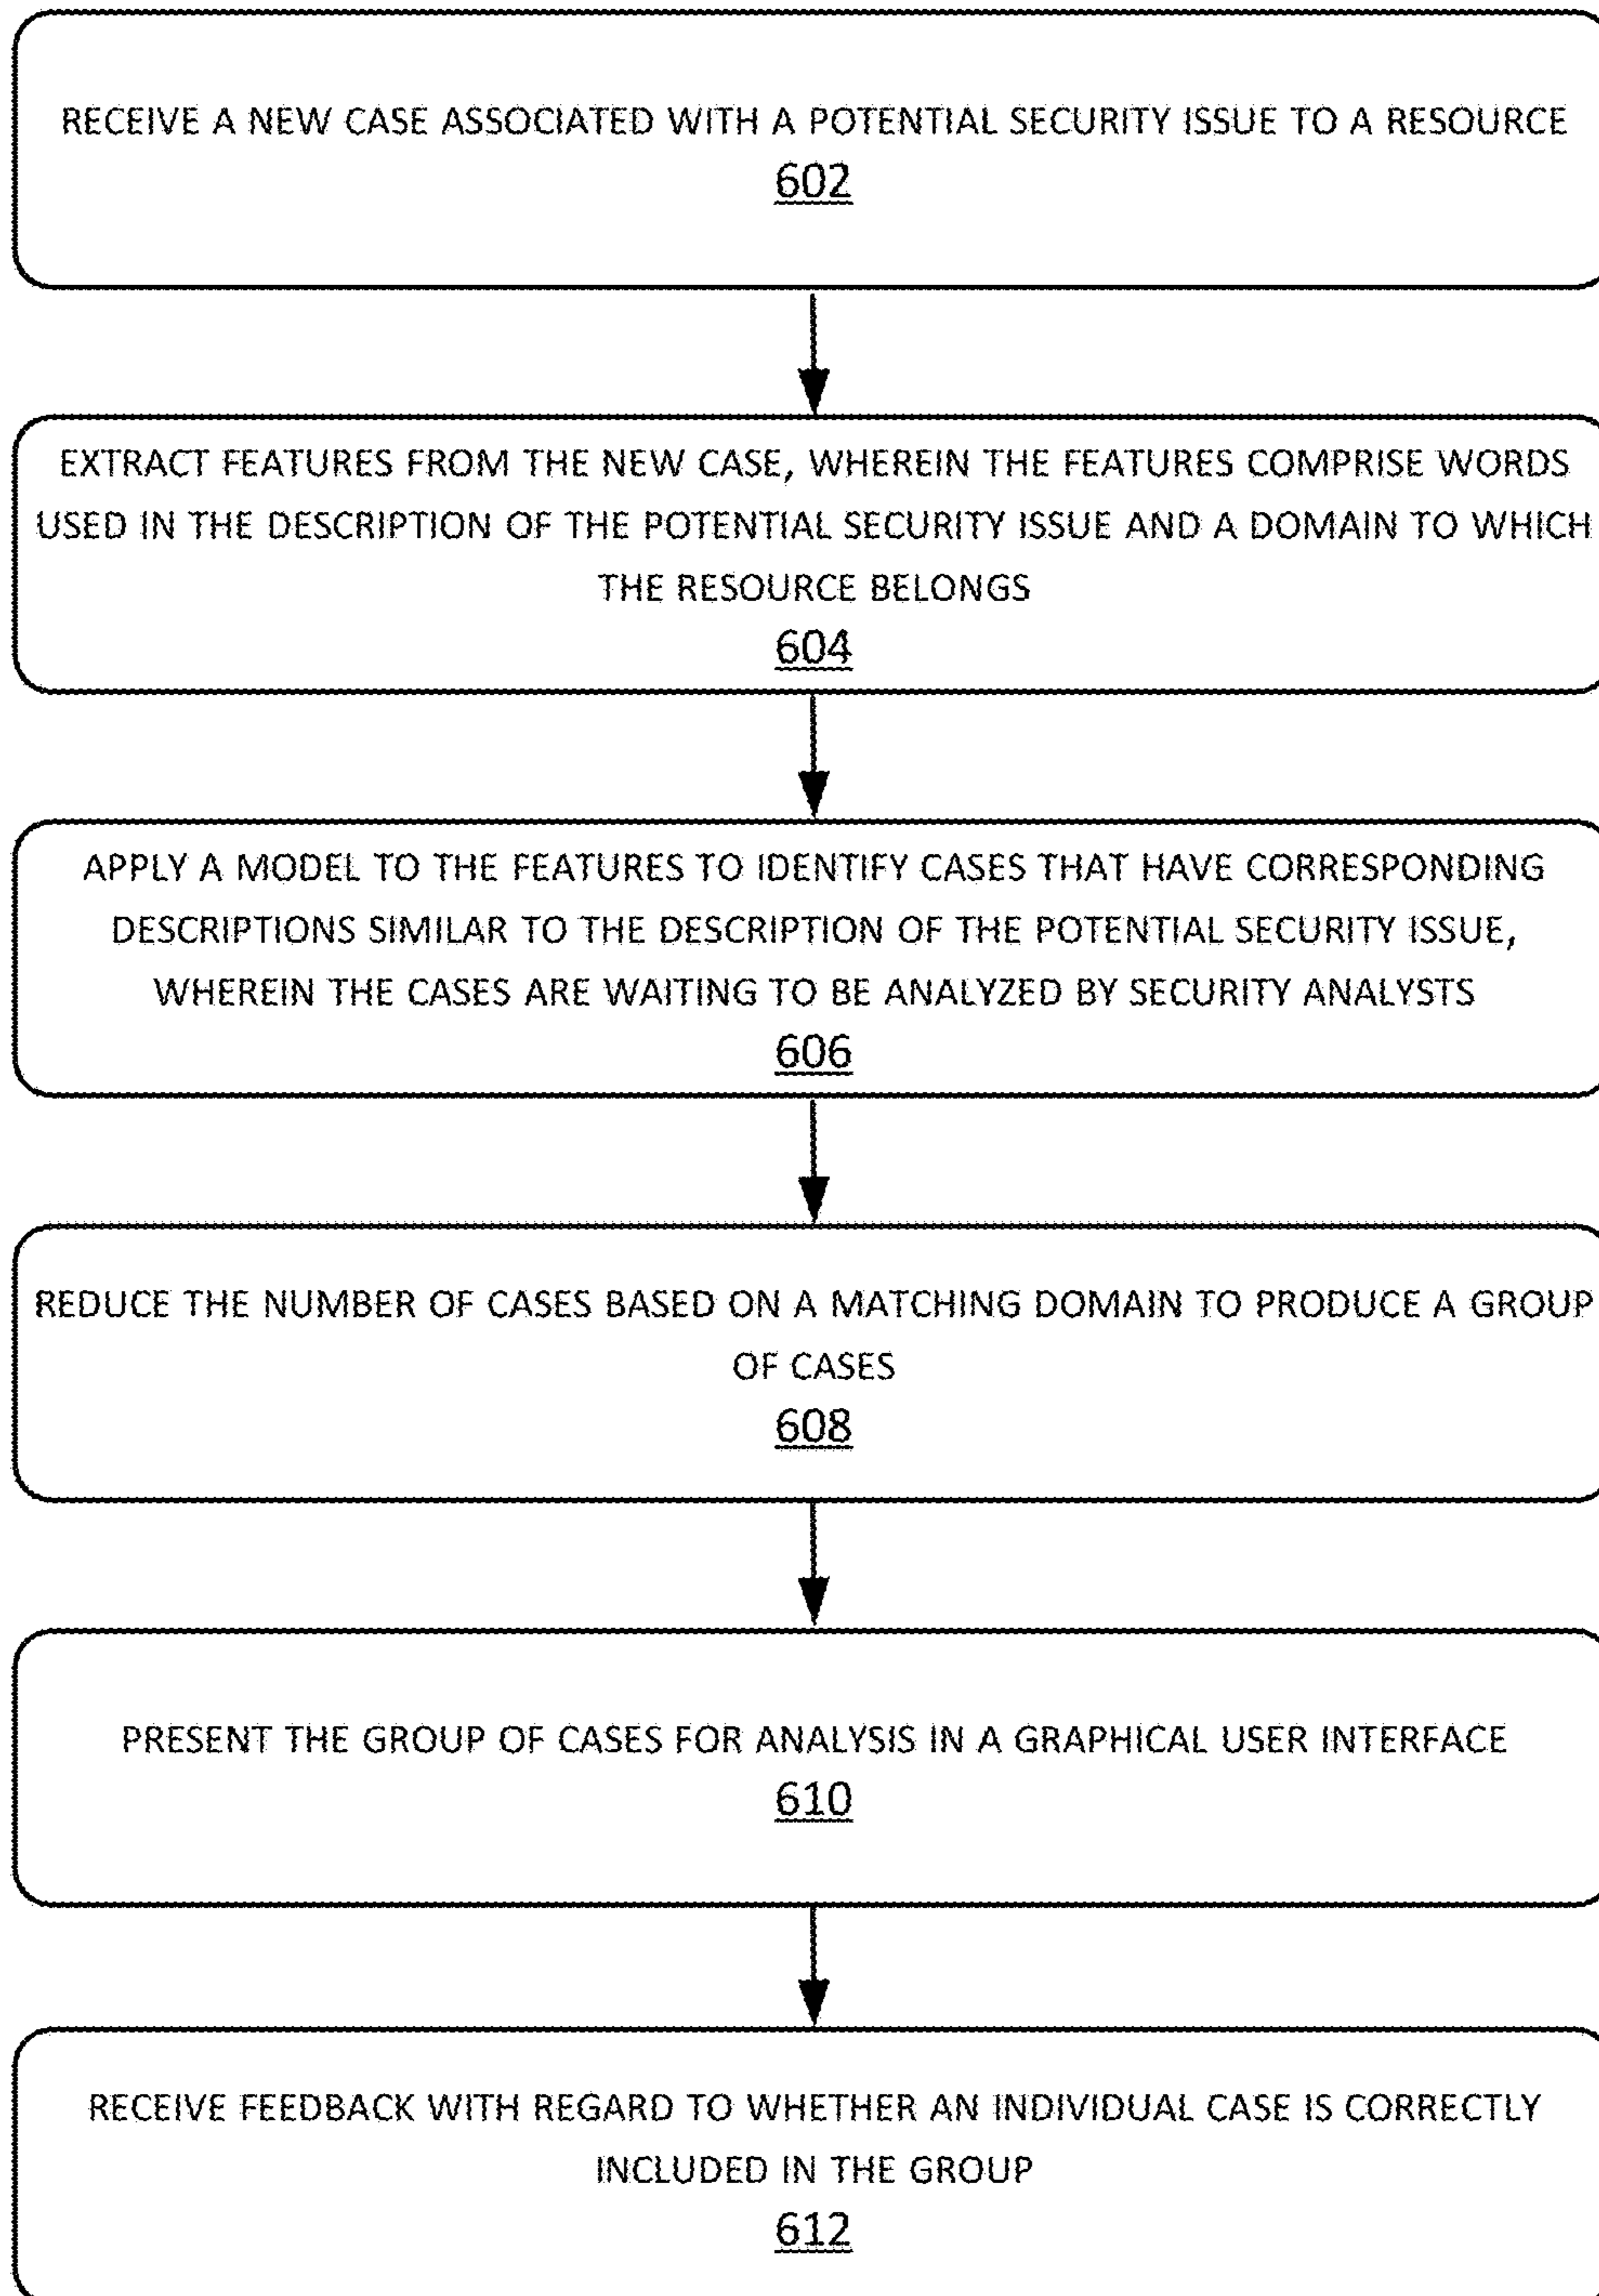 RECEIVE A NEW CASE ASSOCIATED WITH A POTENTIAL SECURITY ISSUE TO A RESOURCE
602
EXTRACT FEATURES FROM THE NEW CASE, WHEREIN THE FEATURES COMPRISE WORDS
USED IN THE DESCRIPTION OF THE POTENTIAL SECURITY ISSUE AND A DOMAIN TO WHICH
THE RESOURCE BELONGS
604
APPLY A MODEL TO THE FEATURES TO IDENTIFY CASES THAT HAVE CORRESPONDING
DESCRIPTIONS SIMILAR TO THE DESCRIPTION OF THE POTENTIAL SECURITY ISSUE,
WHEREIN THE CASES ARE WAITING TO BE ANALYZED BY SECURITY ANALYSTS
606
REDUCE THE NUMBER OF CASES BASED ON A MATCHING DOMAIN TO PRODUCE A GROUP
OF CASES
608
PRESENT THE GROUP OF CASES FOR ANALYSIS IN A GRAPHICAL USER INTERFACE
610
RECEIVE FEEDBACK WITH REGARD TO WHETHER AN INDIVIDUAL CASE IS CORRECTLY
INCLUDED IN THE GROUP
612